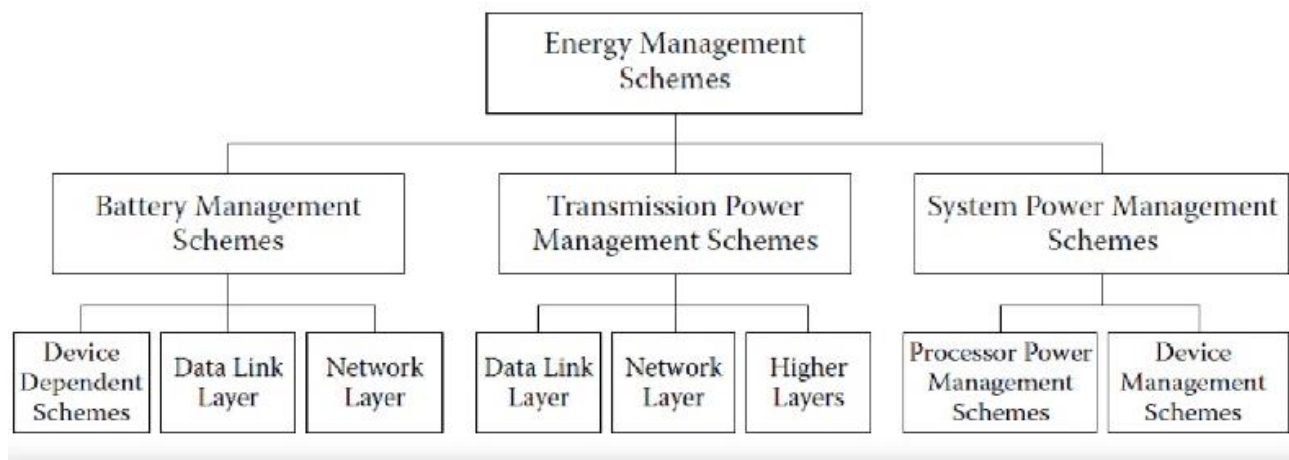 Energy Management
Schemes
Battery Management
Schemes
Transmission Power
Management Schemes
System Power Management
Schemes
Device
Dependent
Schemes
Data Link
Layer
Network
Layer
Data Link
Layer
Network
Layer
Higher
Layers
Processor Power
Management
Schemes
Device
Management
Schemes